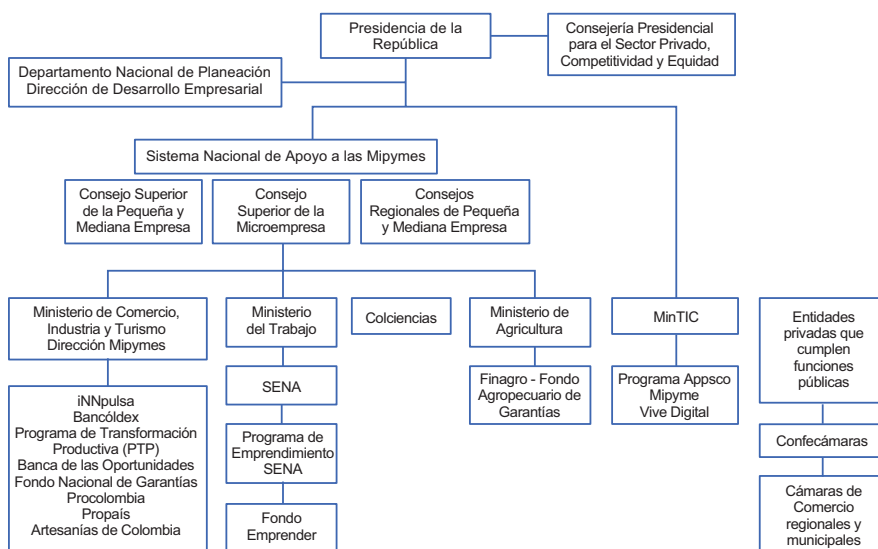 Presidencia de la
República
Consejería Presidencial
para el Sector Privado,
Competitividad y Equidad
Departamento Nacional de Planeación
Dirección de Desarrollo Empresarial
Sistema Nacional de Apoyo a las Mipymes
Consejo Superior
de la Pequeña y
Mediana Empresa
Consejo
Superior de la
Microempresa
Consejos
Regionales de Pequeña
y Mediana Empresa
Ministerio de Comercio,
Industria y Turismo
Dirección Mipymes
Ministerio
del Trabajo
Colciencias
Ministerio de
Agricultura
MinTIC
Entidades
privadas que
cumplen
funciones
públicas
iNNpulsa
Bancóldex
Programa de Transformación
Productiva (PTP)
Banca de las Oportunidades
Fondo Nacional de Garantías
Procolombia
Propaís
Artesanías de Colombia
SENA
Programa de
Emprendimiento
SENA
Fondo
Emprender
Finagro - Fondo
Agropecuario de
Garantías
Programa Appsco
Mipyme
Vive Digital
Confecámaras
Cámaras de
Comercio
regionales y
municipales